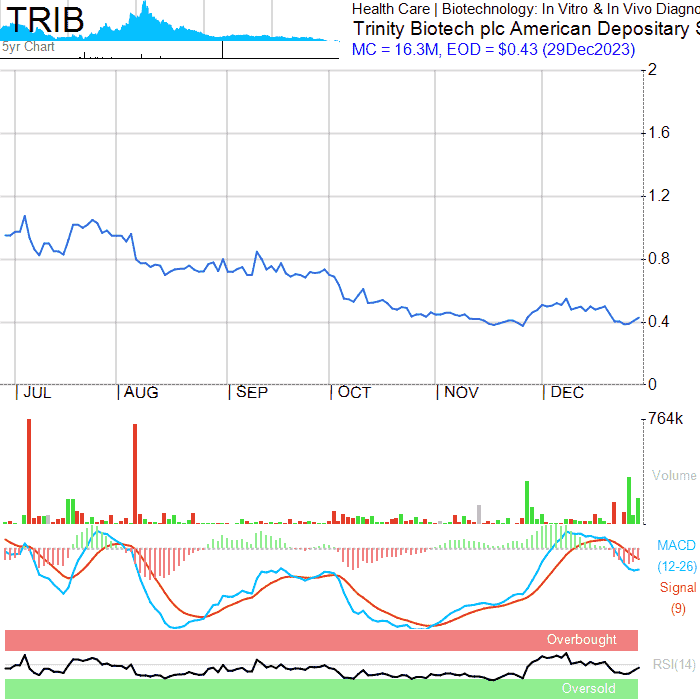 TRIB
5yr Chart
Health Care | Biotechnology: In Vitro & In Vivo Diagno
Trinity Biotech plc American Depositary S
MC = 16.3M, EOD = $0.43 (29Dec2023)
2
1.6
1.2
0.8
0.4
0
JUL AUG SEP OCT NOV DEC
764k
Volume
MACD
(12-26)
Signal
(9)
Overbought
RSI(14)
Oversold